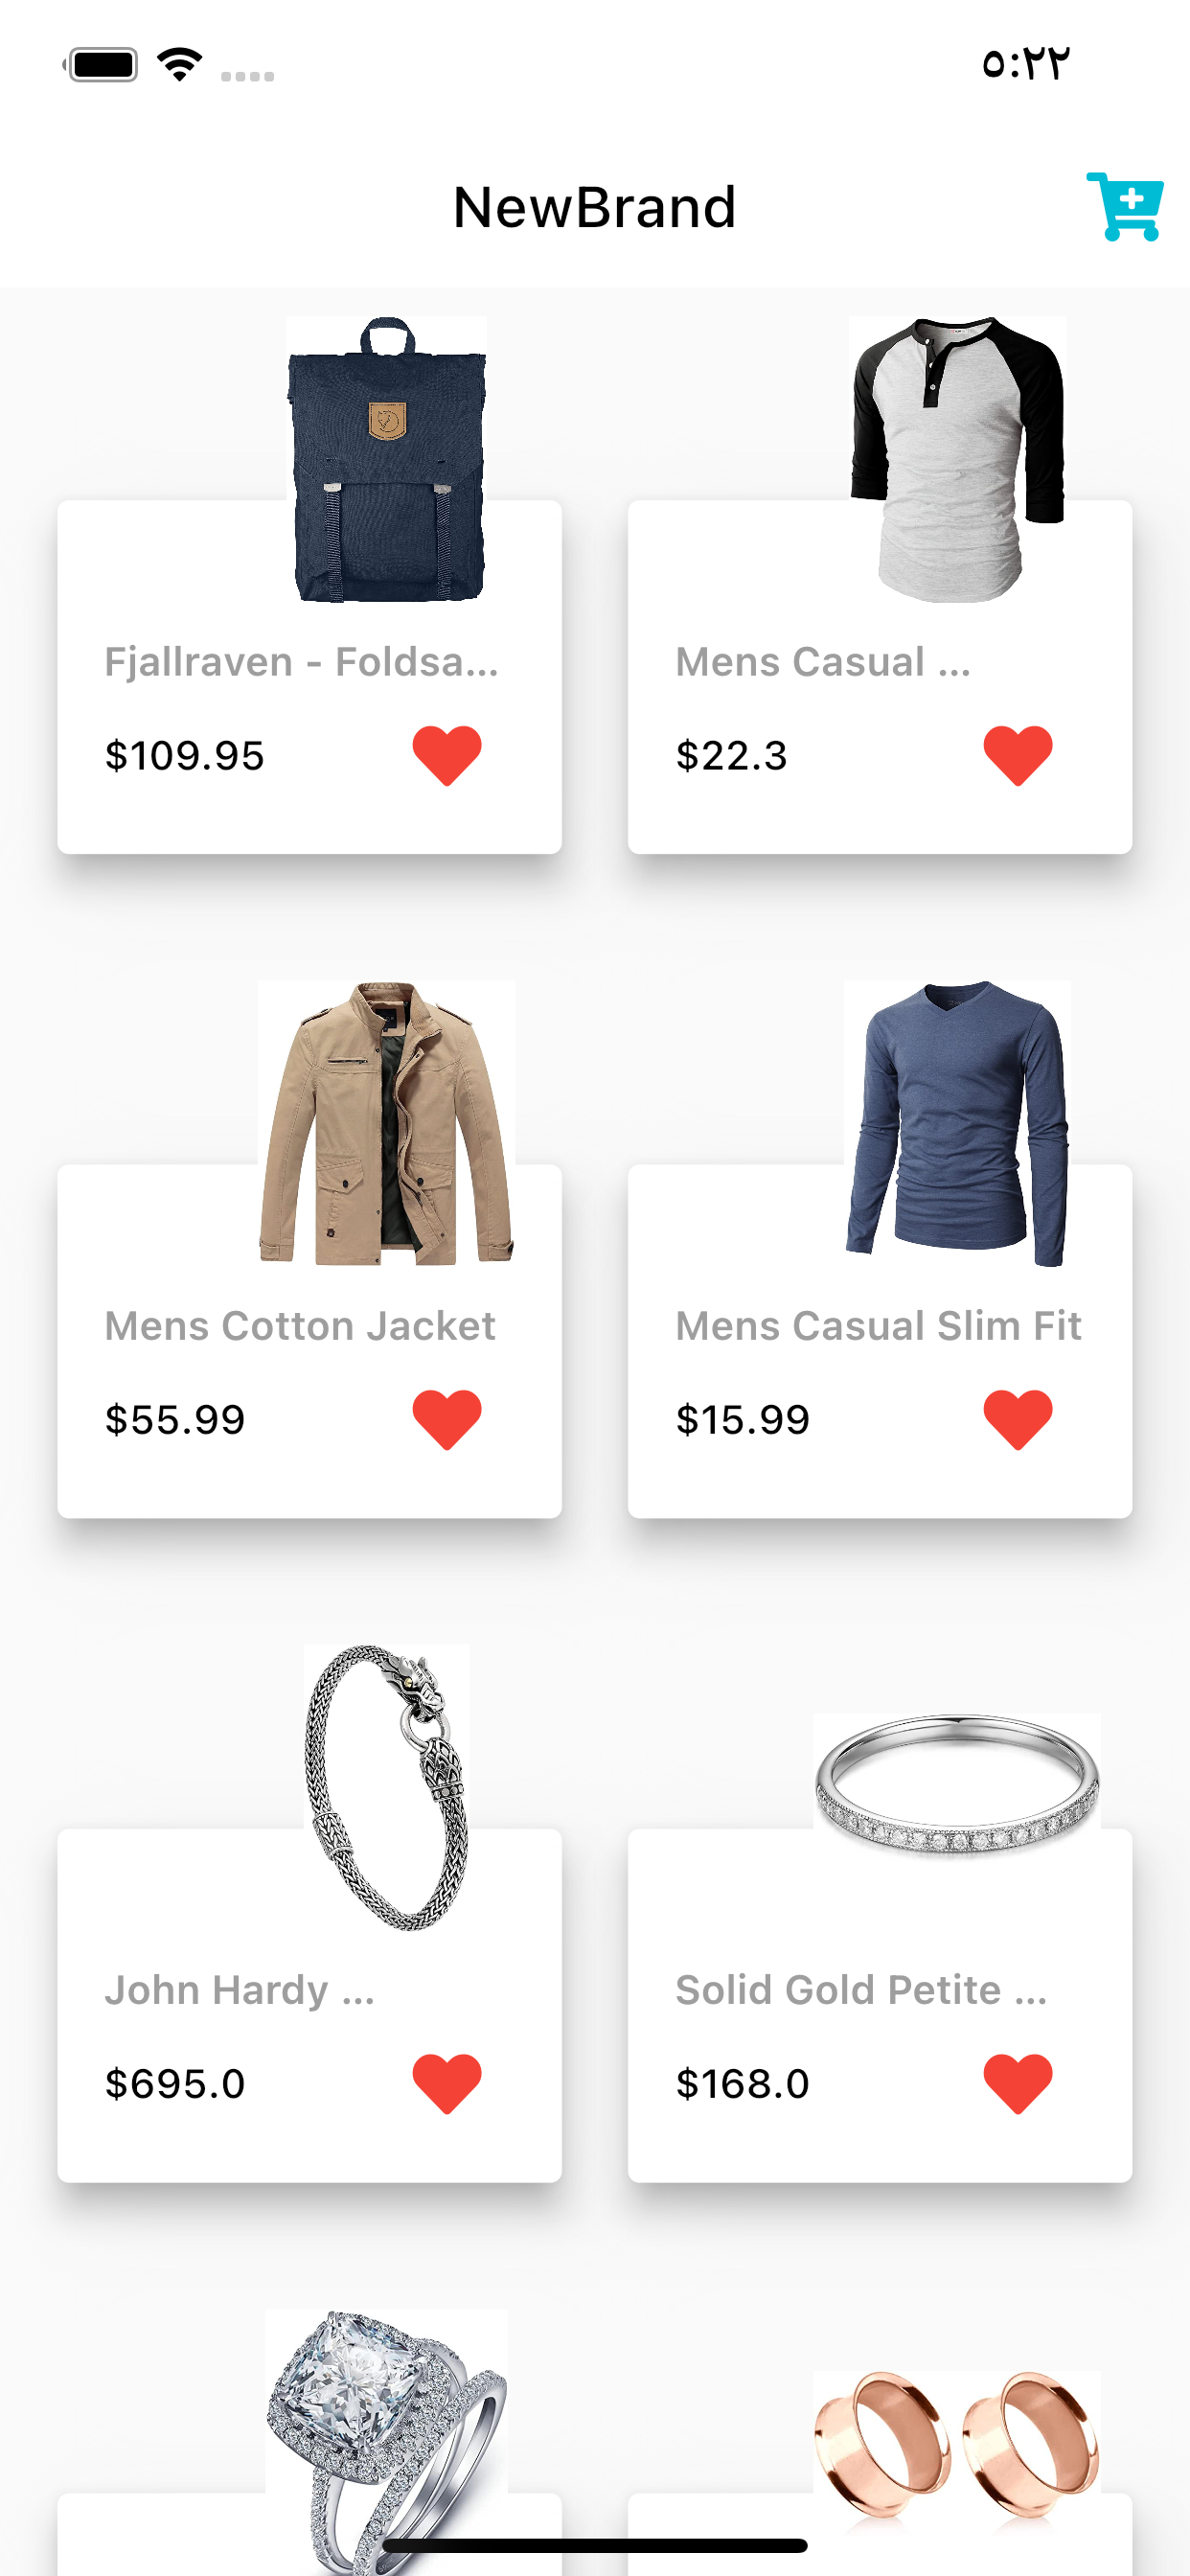 ٥:٢٢
NewBrand
Fjallraven - Foldsa...
Mens Casual ...
$109.95
$22.3
Mens Cotton Jacket
Mens Casual Slim Fit
$55.99
$15.99
John Hardy ...
Solid Gold Petite ...
$695.0
$168.0